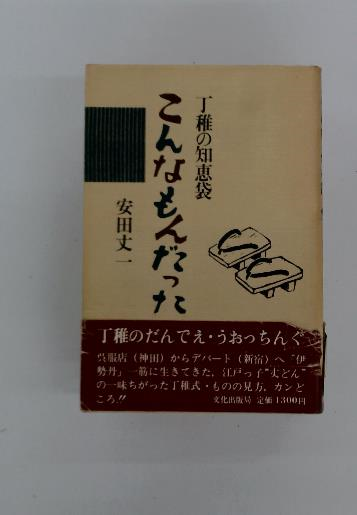 丁稚の知恵袋
こんなもんだった
安田丈一
丁稚のだんでえ・うおっちんぐ
呉服店（神田）からデパート（新宿）へ「伊
勢丹」一筋に生きてきた、江戸っ子“丈どん”
の一味ちがった丁稚式・ものの見方、カンど
ころ!!
文化出版局 定価1300円